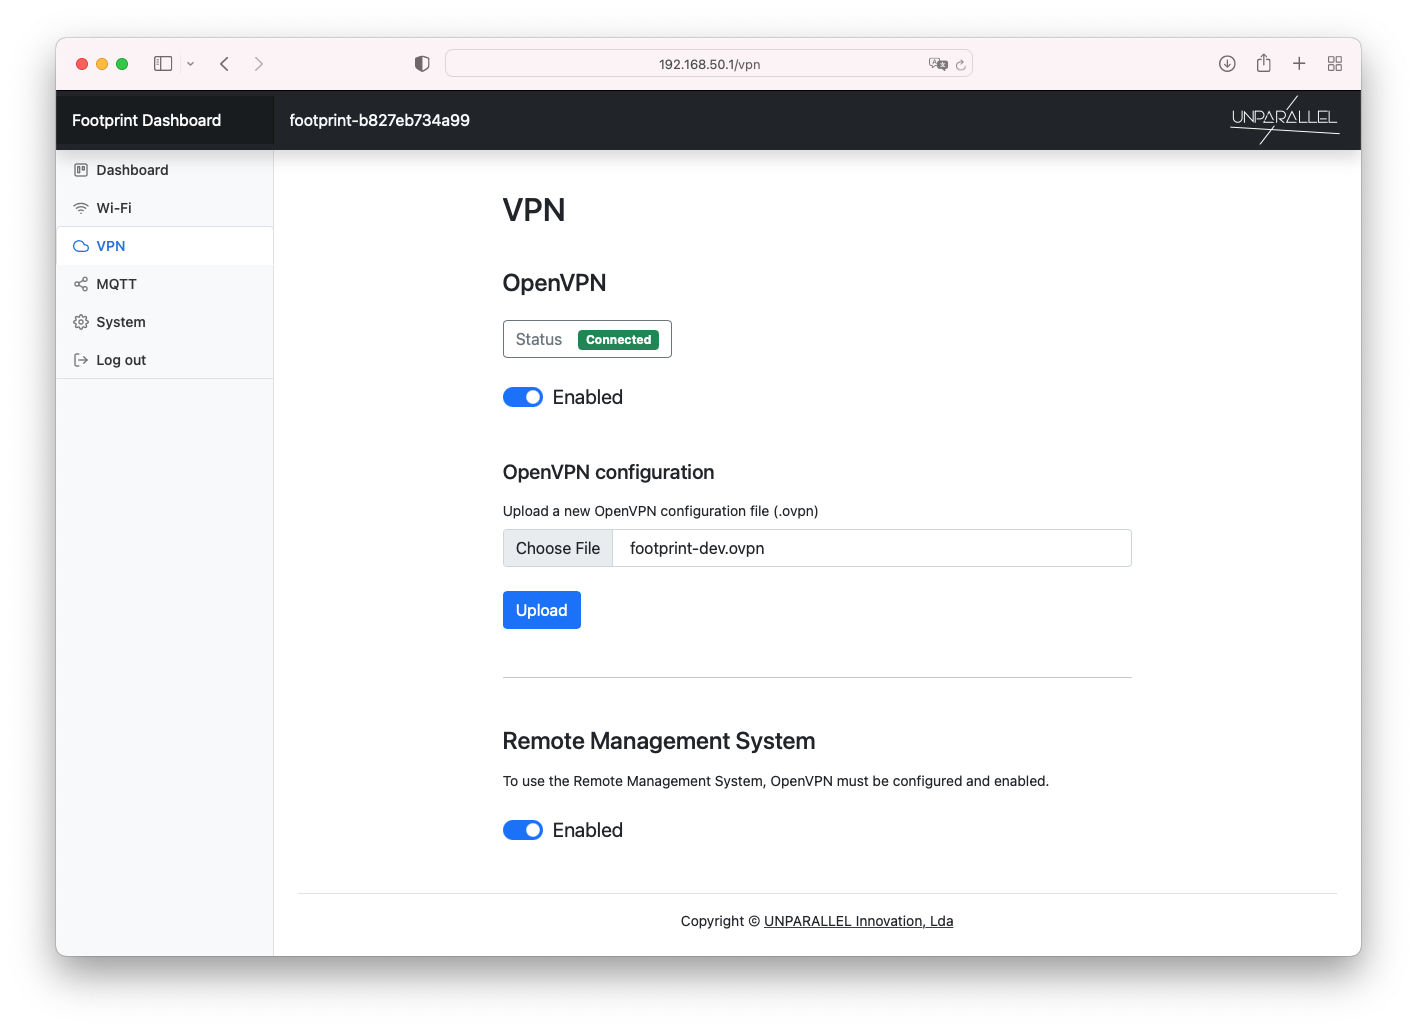 192.168.50.1/vpn
Footprint Dashboard
footprint-b827eb734a99
UNPARALLEL
Dashboard
Wi-Fi
VPN
MQTT
System
Log out
VPN
OpenVPN
Status Connected
Enabled
OpenVPN configuration
Upload a new OpenVPN configuration file (.ovpn)
Choose File footprint-dev.ovpn
Upload
Remote Management System
To use the Remote Management System, OpenVPN must be configured and enabled.
Enabled
Copyright © UNPARALLEL Innovation, Lda